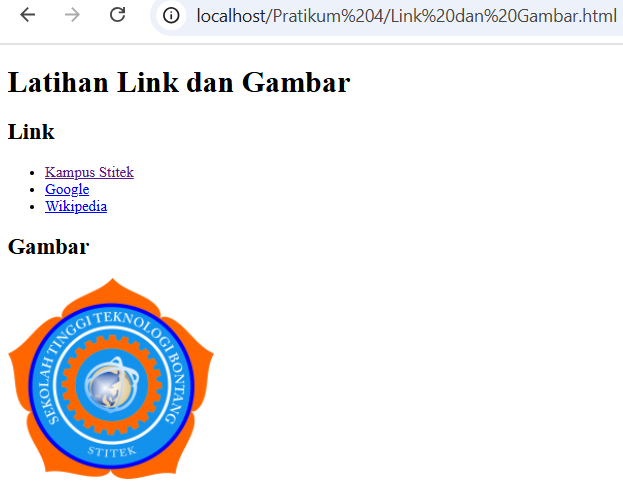 localhost/Pratikum%204/Link%20dan%20Gambar.html
Latihan Link dan Gambar
Link
Kampus Stitek
Google
Wikipedia
Gambar
SEKOLAH TINGGI TEKNOLOGI BONTANG
STITEK